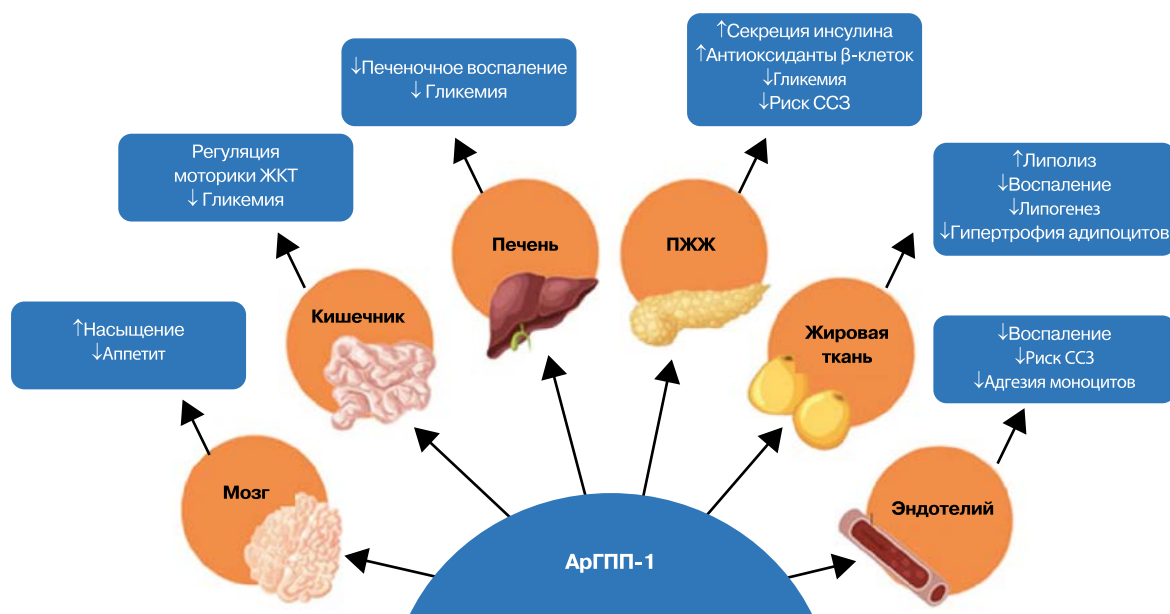 ↑Насыщение
↓Аппетит
Мозг
Регуляция
моторики ЖКТ
↓ Гликемия
Кишечник
↓Печеночное воспаление
↓ Гликемия
Печень
↑Секреция инсулина
↑Антиоксиданты β-клеток
↓Гликемия
↓Риск ССЗ
ПЖЖ
↑Липолиз
↓Воспаление
↓Липогенез
↓Гипертрофия адипоцитов
Жировая
ткань
↓Воспаление
↓Риск ССЗ
↓Адгезия моноцитов
Эндотелий
АрГПП-1